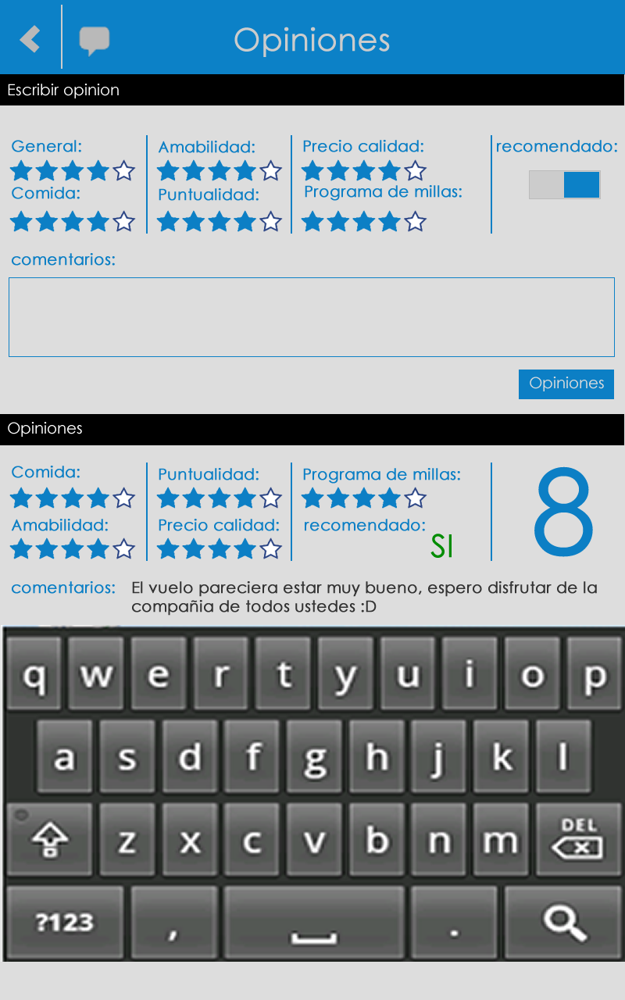 Opiniones
Escribir opinion
General: Amabilidad: Precio calidad: recomendado:
Comida: Puntualidad: Programa de millas:
comentarios:
Opiniones
Opiniones
Comida: Puntualidad: Programa de millas: 8
Amabilidad: Precio calidad: recomendado:
SI
comentarios: El vuelo pareciera estar muy bueno, espero disfrutar de la
compañia de todos ustedes :D
q w e r t y u i o p
a s d f g h j k l
z x c v b n m DEL
?123 , .